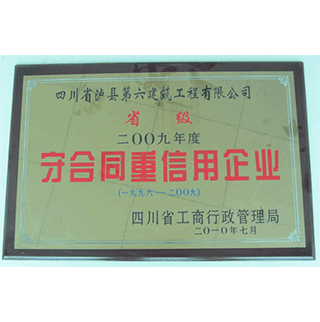 四川省泸县第六建筑工程有限公司
省级
二〇〇九年度
守合同重信用企业
(一九九六——二〇〇九)
四川省工商行政管理局
二〇一〇年七月